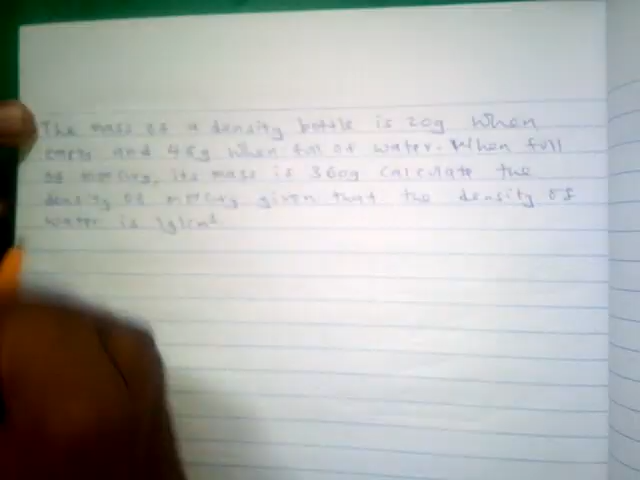 The mass of a density bottle is 20g when
empty and 45g when full of water. When full
of mercury, its mass is 360g calculate the
density of mercury given that the density of
water is 1g/cm³